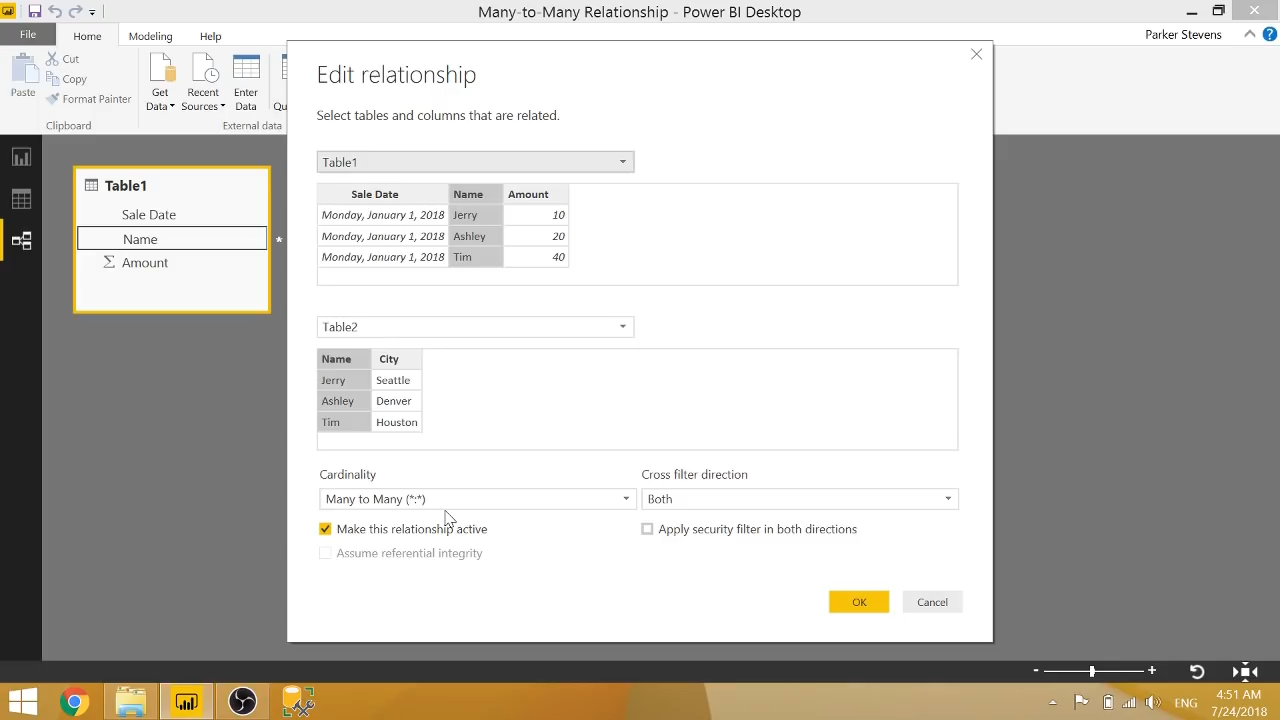 Many-to-Many Relationship - Power BI Desktop
File Home Modeling Help Parker Stevens
Paste
Cut
Copy
Format Painter
Clipboard
Get Data
Recent Sources
Enter Data
Qu
External data
Edit relationship
Select tables and columns that are related.
Table1
Sale Date Name Amount
Monday, January 1, 2018 Jerry 10
Monday, January 1, 2018 Ashley 20
Monday, January 1, 2018 Tim 40
Table2
Name City
Jerry Seattle
Ashley Denver
Tim Houston
Cardinality
Many to Many (*:*)
Make this relationship active
Assume referential integrity
Cross filter direction
Both
Apply security filter in both directions
OK Cancel
Table1
Sale Date
Name
*
Σ Amount
- +
ENG
4:51 AM
7/24/2018